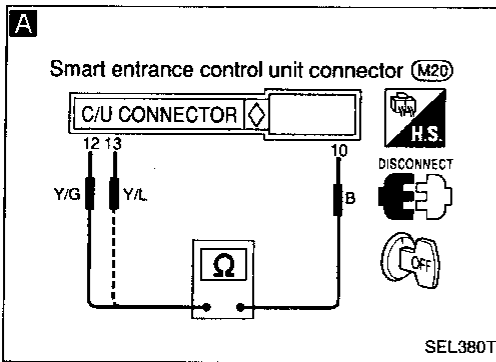 A
Smart entrance control unit connector (M20)
C/U CONNECTOR
H.S.
12 13
10
DISCONNECT
Y/G
Y/L
B
Ω
OFF
SEL380T